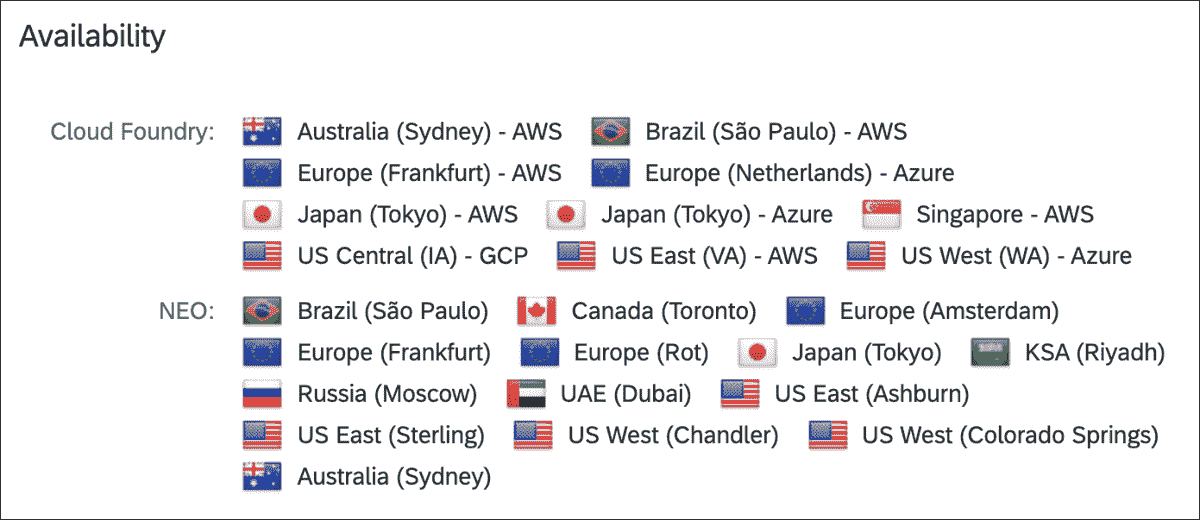 Availability
Cloud Foundry: Australia (Sydney) - AWS Brazil (São Paulo) - AWS
Europe (Frankfurt) - AWS Europe (Netherlands) - Azure
Japan (Tokyo) - AWS Japan (Tokyo) - Azure Singapore - AWS
US Central (IA) - GCP US East (VA) - AWS US West (WA) - Azure
NEO: Brazil (São Paulo) Canada (Toronto) Europe (Amsterdam)
Europe (Frankfurt) Europe (Rot) Japan (Tokyo) KSA (Riyadh)
Russia (Moscow) UAE (Dubai) US East (Ashburn)
US East (Sterling) US West (Chandler) US West (Colorado Springs)
Australia (Sydney)